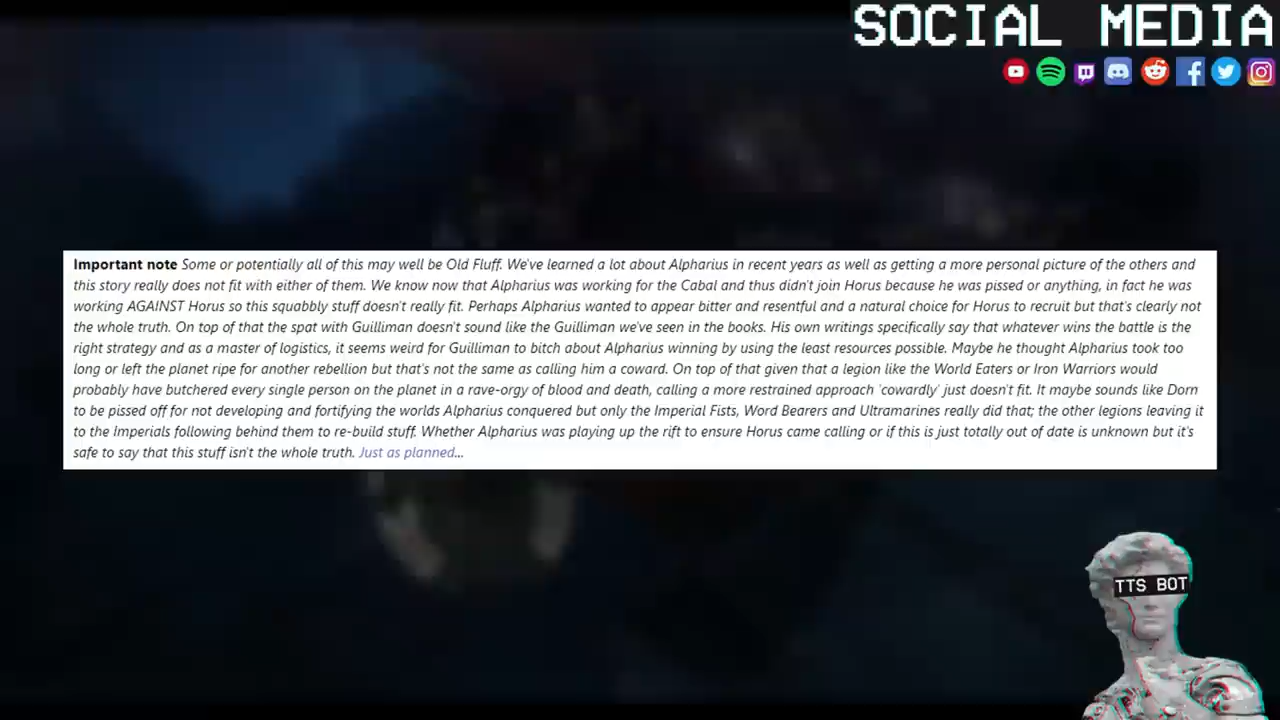 SOCIAL MEDIA
Important note Some or potentially all of this may well be Old Fluff. We've learned a lot about Alpharius in recent years as well as getting a more personal picture of the others and
this story really does not fit with either of them. We know now that Alpharius was working for the Cabal and thus didn't join Horus because he was pissed or anything, in fact he was
working AGAINST Horus so this squabbly stuff doesn't really fit. Perhaps Alpharius wanted to appear bitter and resentful and a natural choice for Horus to recruit but that's clearly not
the whole truth. On top of that the spat with Guilliman doesn't sound like the Guilliman we've seen in the books. His own writings specifically say that whatever wins the battle is the
right strategy and as a master of logistics, it seems weird for Guilliman to bitch about Alpharius winning by using the least resources possible. Maybe he thought Alpharius took too
long or left the planet ripe for another rebellion but that's not the same as calling him a coward. On top of that given that a legion like the World Eaters or Iron Warriors would
probably have butchered every single person on the planet in a rave-orgy of blood and death, calling a more restrained approach 'cowardly' just doesn't fit. It maybe sounds like Dorn
to be pissed off for not developing and fortifying the worlds Alpharius conquered but only the Imperial Fists, Word Bearers and Ultramarines really did that; the other legions leaving it
to the Imperials following behind them to re-build stuff. Whether Alpharius was playing up the rift to ensure Horus came calling or if this is just totally out of date is unknown but it's
safe to say that this stuff isn't the whole truth. Just as planned...
TTS BOT